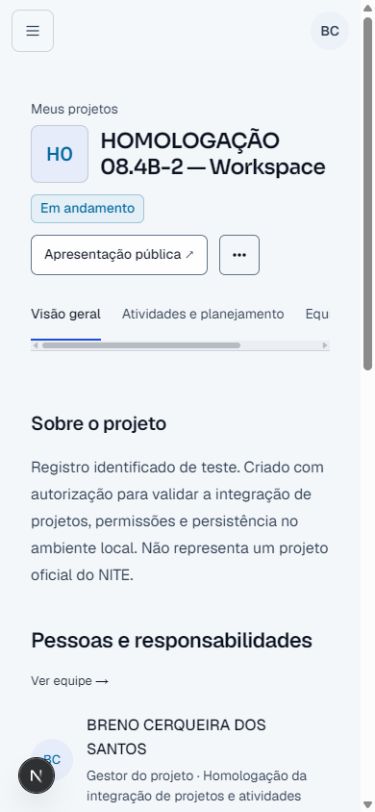 BC
Meus projetos
H0
HOMOLOGAÇÃO
08.4B-2 — Workspace
Em andamento
Apresentação pública ↗
•••
Visão geral
Atividades e planejamento
Equ
Sobre o projeto
Registro identificado de teste. Criado com
autorização para validar a integração de
projetos, permissões e persistência no
ambiente local. Não representa um projeto
oficial do NITE.
Pessoas e responsabilidades
Ver equipe →
BRENO CERQUEIRA DOS
SANTOS
BC
N
Gestor do projeto · Homologação da
integração de projetos e atividades